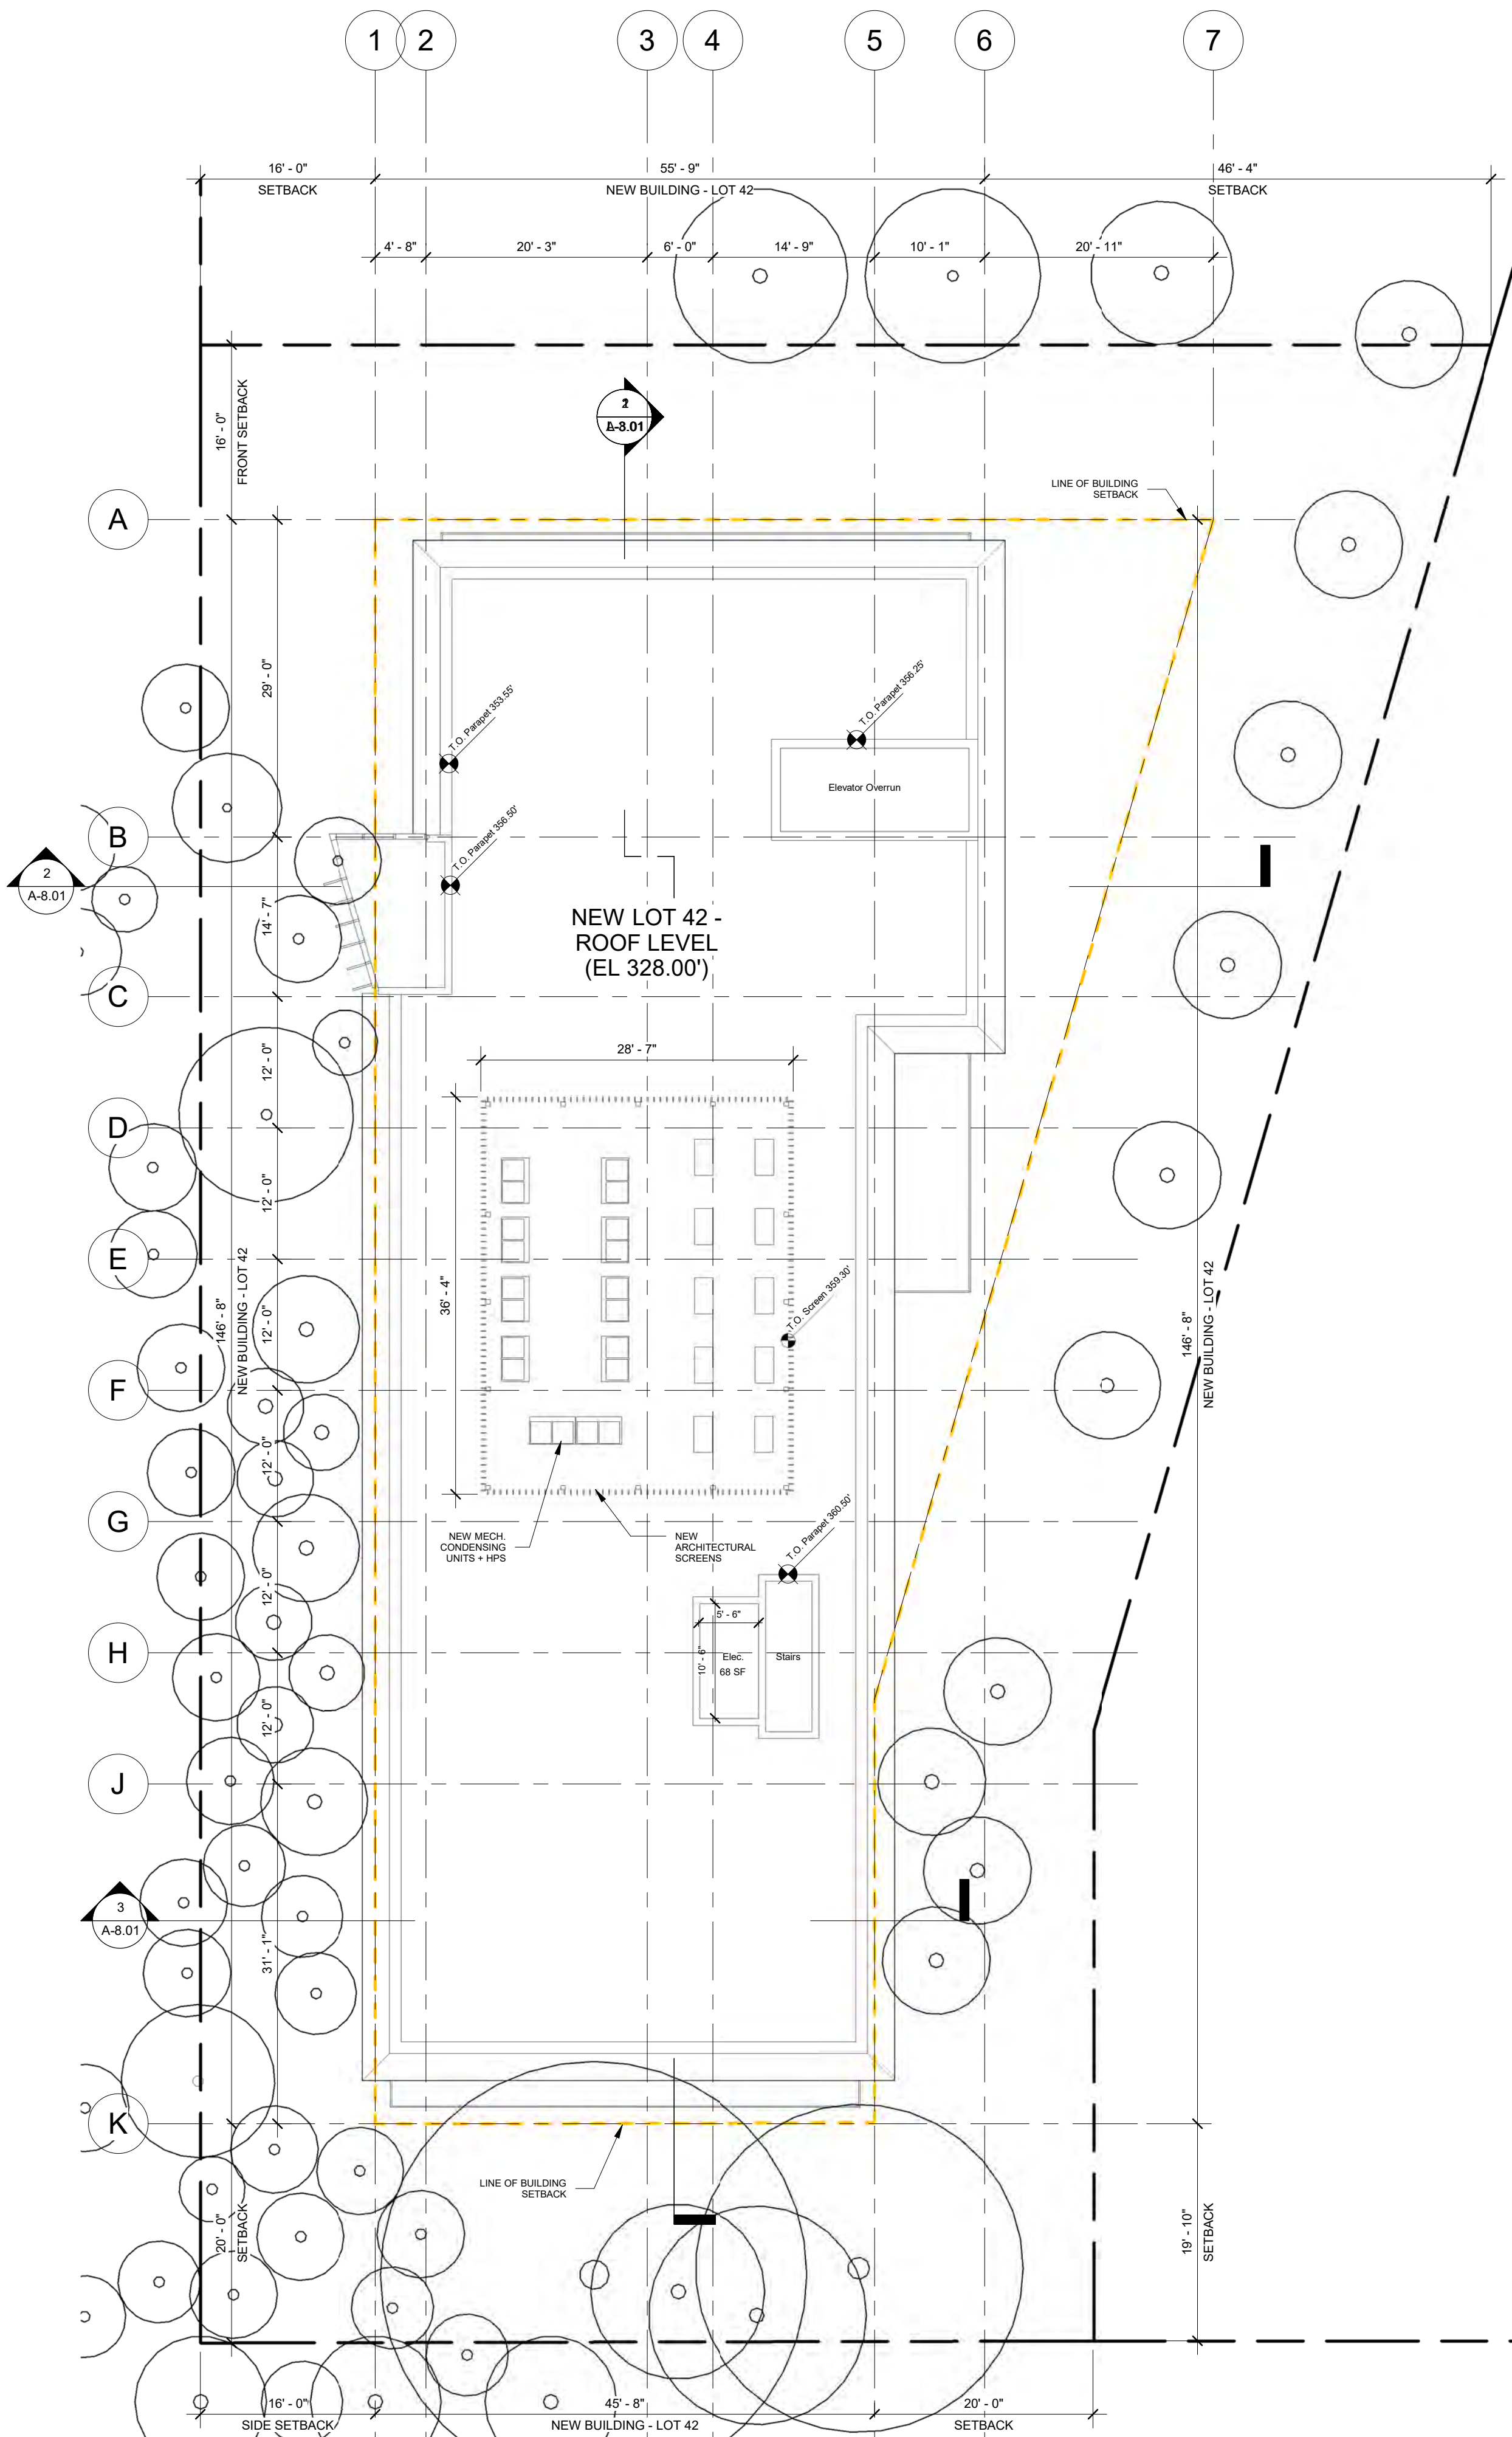 1
2
3
4
5
6
7
16' - 0"
55' - 9"
46' - 4"
SETBACK
NEW BUILDING - LOT 42
SETBACK
4' - 8"
20' - 3"
6' - 0"
14' - 9"
10' - 1"
20' - 11"
16' - 0"
FRONT SETBACK
A-8.01
LINE OF BUILDING
SETBACK
A
29' - 0"
T.O. Parapet 353.55'
T.O. Parapet 356.25'
Elevator Overrun
B
T.O. Parapet 356.50'
2
A-8.01
14' - 7"
NEW LOT 42 -
ROOF LEVEL
(EL 328.00')
C
12' - 0"
28' - 7"
D
12' - 0"
E
36' - 4"
T.O. Screen 359.30'
146' - 8"
NEW BUILDING - LOT 42
12' - 0"
146' - 8"
NEW BUILDING - LOT 42
F
12' - 0"
G
NEW MECH.
CONDENSING
UNITS + HPS
NEW
ARCHITECTURAL
SCREENS
T.O. Parapet 360.50'
12' - 0"
5' - 6"
10' - 6"
H
Elec.
68 SF
Stairs
12' - 0"
J
3
A-8.01
31' - 1"
K
LINE OF BUILDING
SETBACK
20' - 0"
SETBACK
19' - 10"
SETBACK
16' - 0"
45' - 8"
20' - 0"
SIDE SETBACK
NEW BUILDING - LOT 42
SETBACK